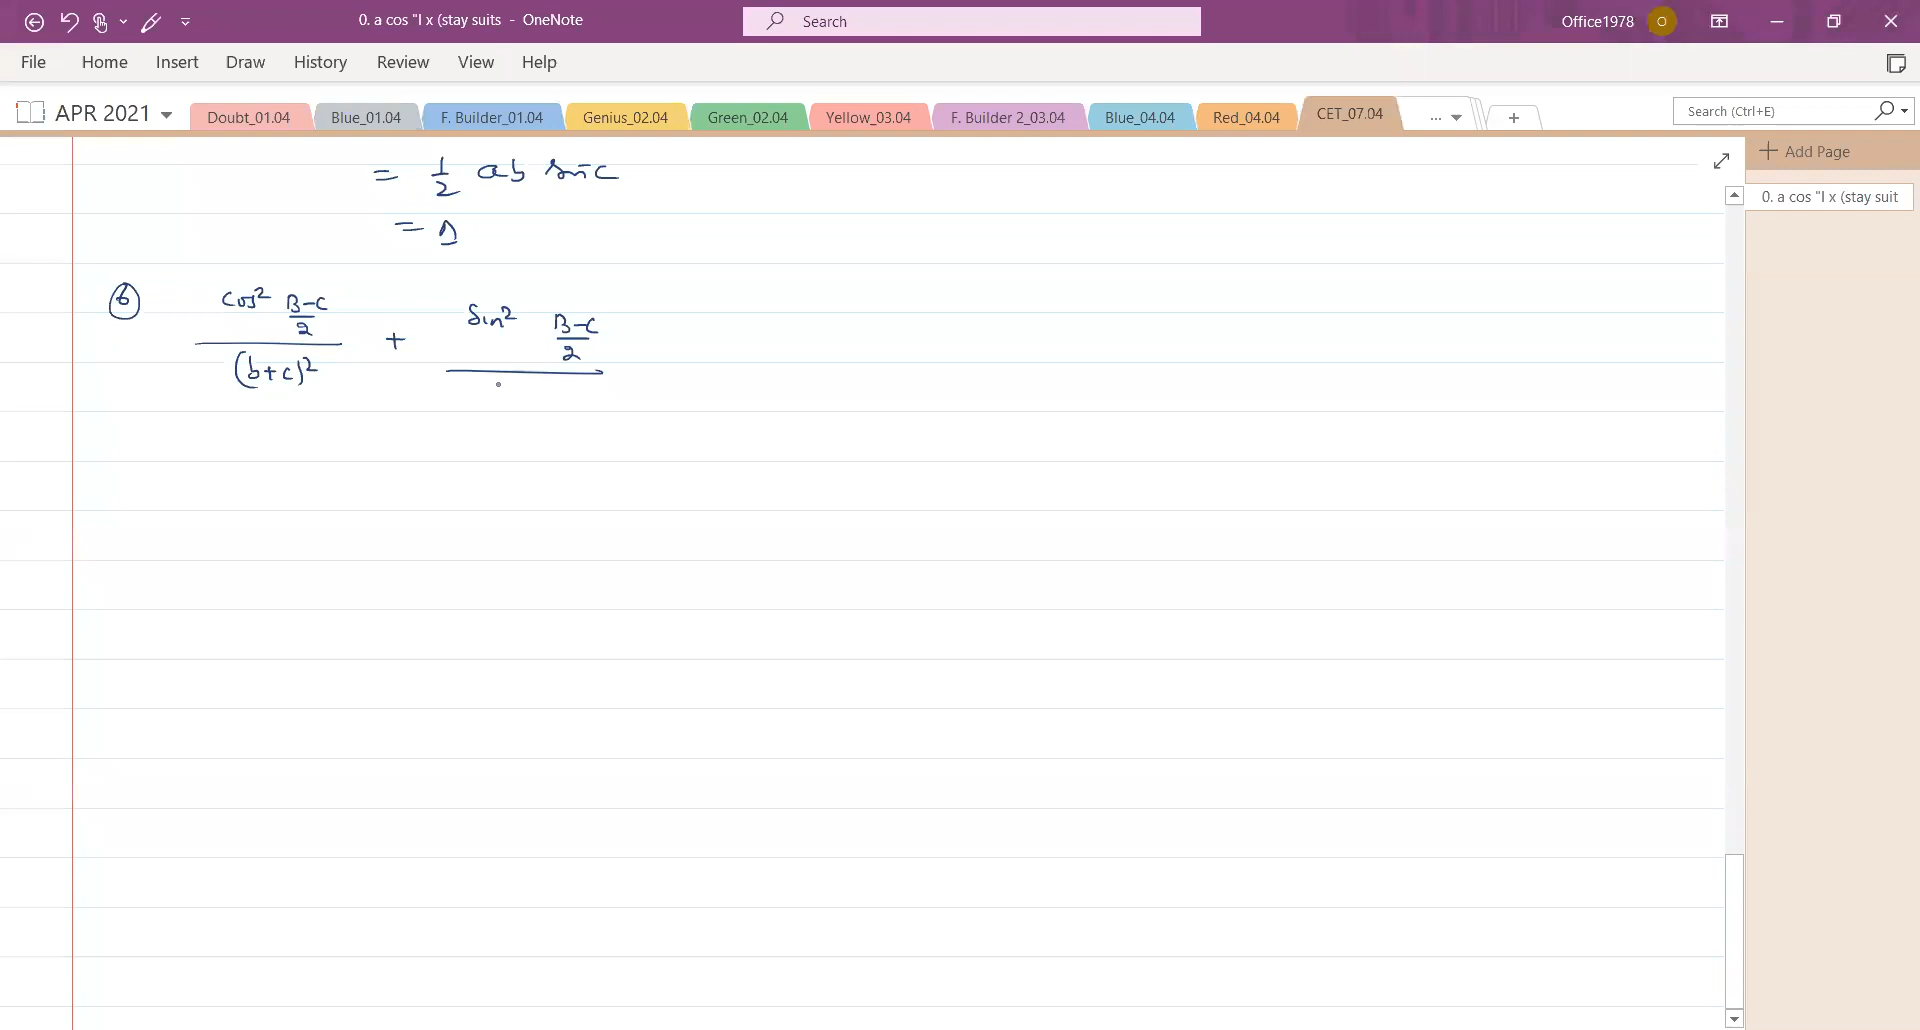 0. a cos "I x (stay suits - OneNote
Search
Office1978
O
File Home Insert Draw History Review View Help
APR 2021
Doubt_01.04 Blue_01.04 F. Builder_01.04 Genius_02.04 Green_02.04 Yellow_03.04 F. Builder 2_03.04 Blue_04.04 Red_04.04 CET_07.04 ... +
Search (Ctrl+E)
+ Add Page
0. a cos "I x (stay suit
= 1/2 ab sin c
= Δ
⑥ cos² (B-C)/2 / (b+c)² + Sin² (B-C)/2 /